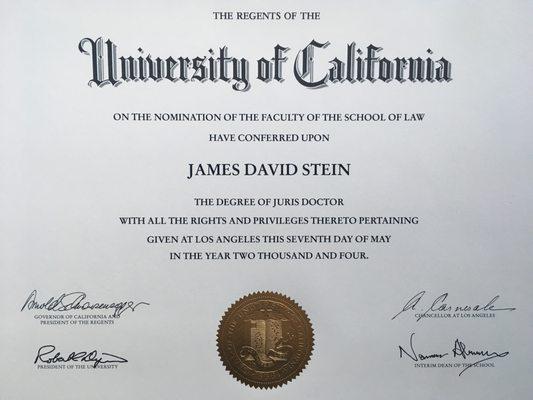 THE REGENTS OF THE
University of California
ON THE NOMINATION OF THE FACULTY OF THE SCHOOL OF LAW
HAVE CONFERRED UPON
JAMES DAVID STEIN
THE DEGREE OF JURIS DOCTOR
WITH ALL THE RIGHTS AND PRIVILEGES THERETO PERTAINING
GIVEN AT LOS ANGELES THIS SEVENTH DAY OF MAY
IN THE YEAR TWO THOUSAND AND FOUR.
Arnold Schwarzenegger
GOVERNOR OF CALIFORNIA AND
PRESIDENT OF THE REGENTS
A. Carnesale
CHANCELLOR AT LOS ANGELES
PRESIDENT OF THE UNIVERSITY
INTERIM DEAN OF THE SCHOOL